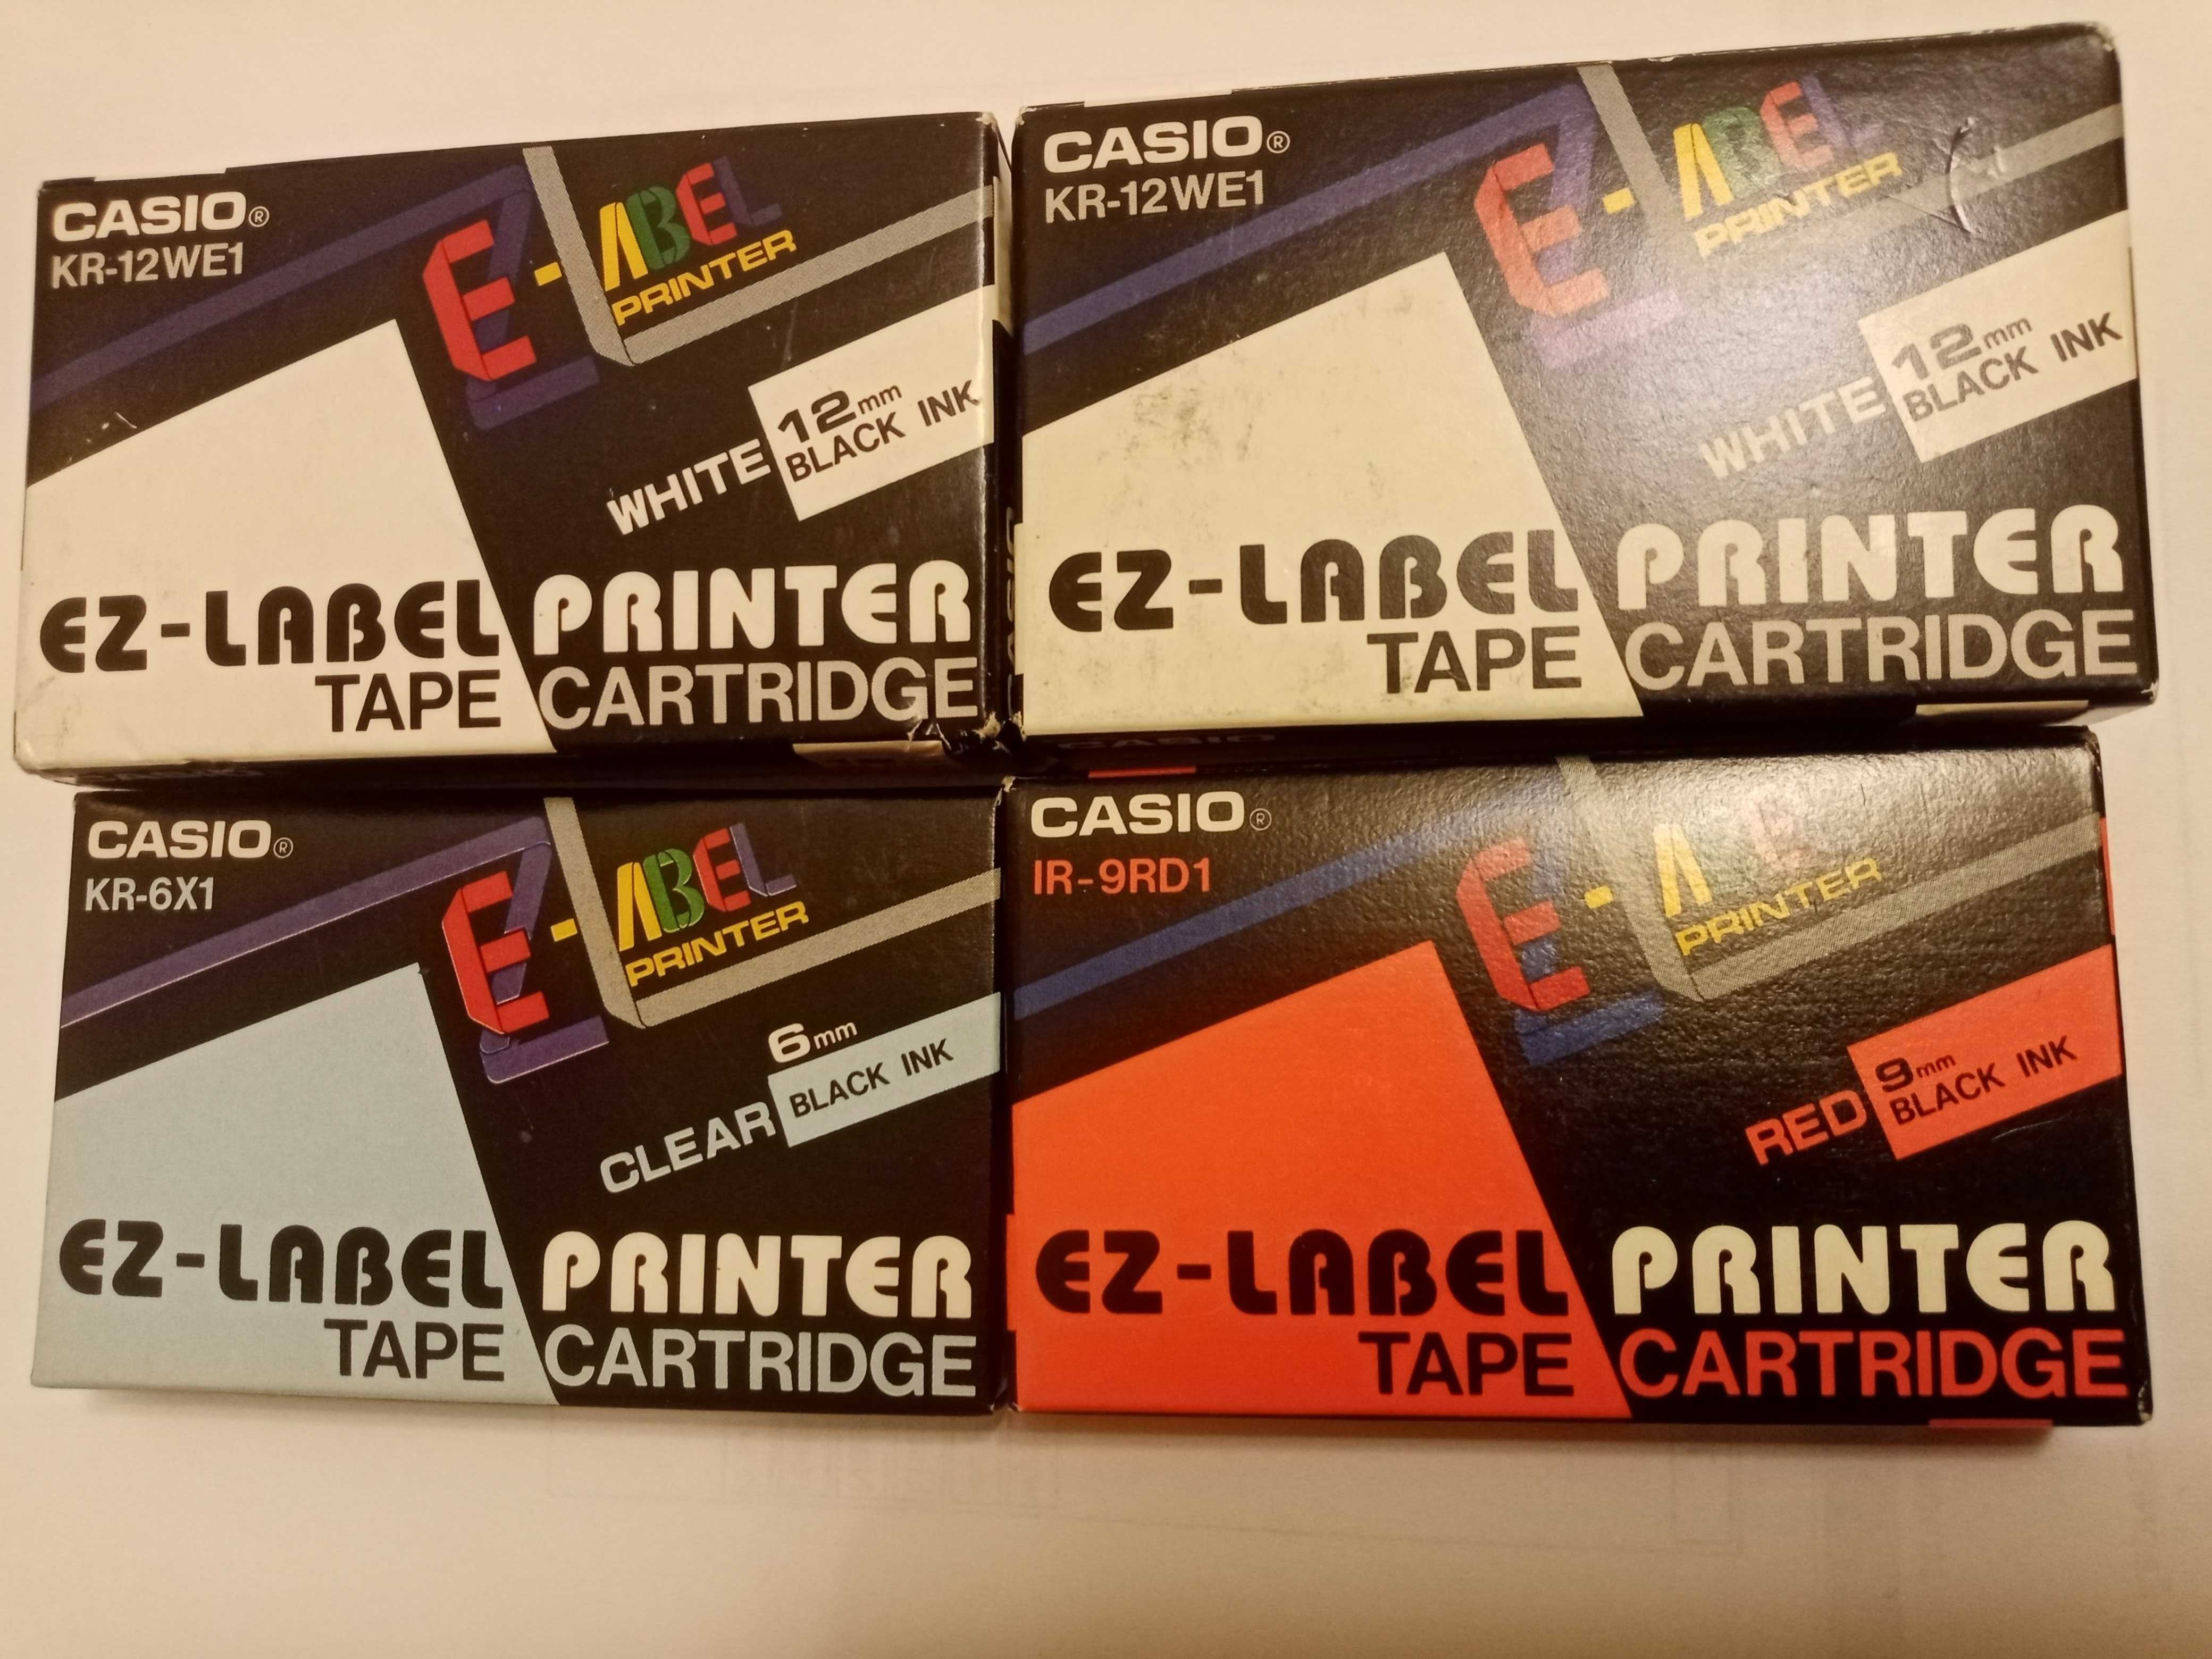 CASIO®
KR-12WE1
EZ-LABEL
PRINTER
WHITE
12mm
BLACK INK
EZ-LABEL PRINTER
TAPE CARTRIDGE
CASIO®
KR-12WE1
EZ-LABEL
PRINTER
WHITE
12mm
BLACK INK
EZ-LABEL PRINTER
TAPE CARTRIDGE
CASIO
CASIO®
KR-6X1
EZ-LABEL
PRINTER
6mm
CLEAR
BLACK INK
EZ-LABEL PRINTER
TAPE CARTRIDGE
CASIO®
IR-9RD1
EZ-LABEL
PRINTER
RED
9mm
BLACK INK
EZ-LABEL PRINTER
TAPE CARTRIDGE